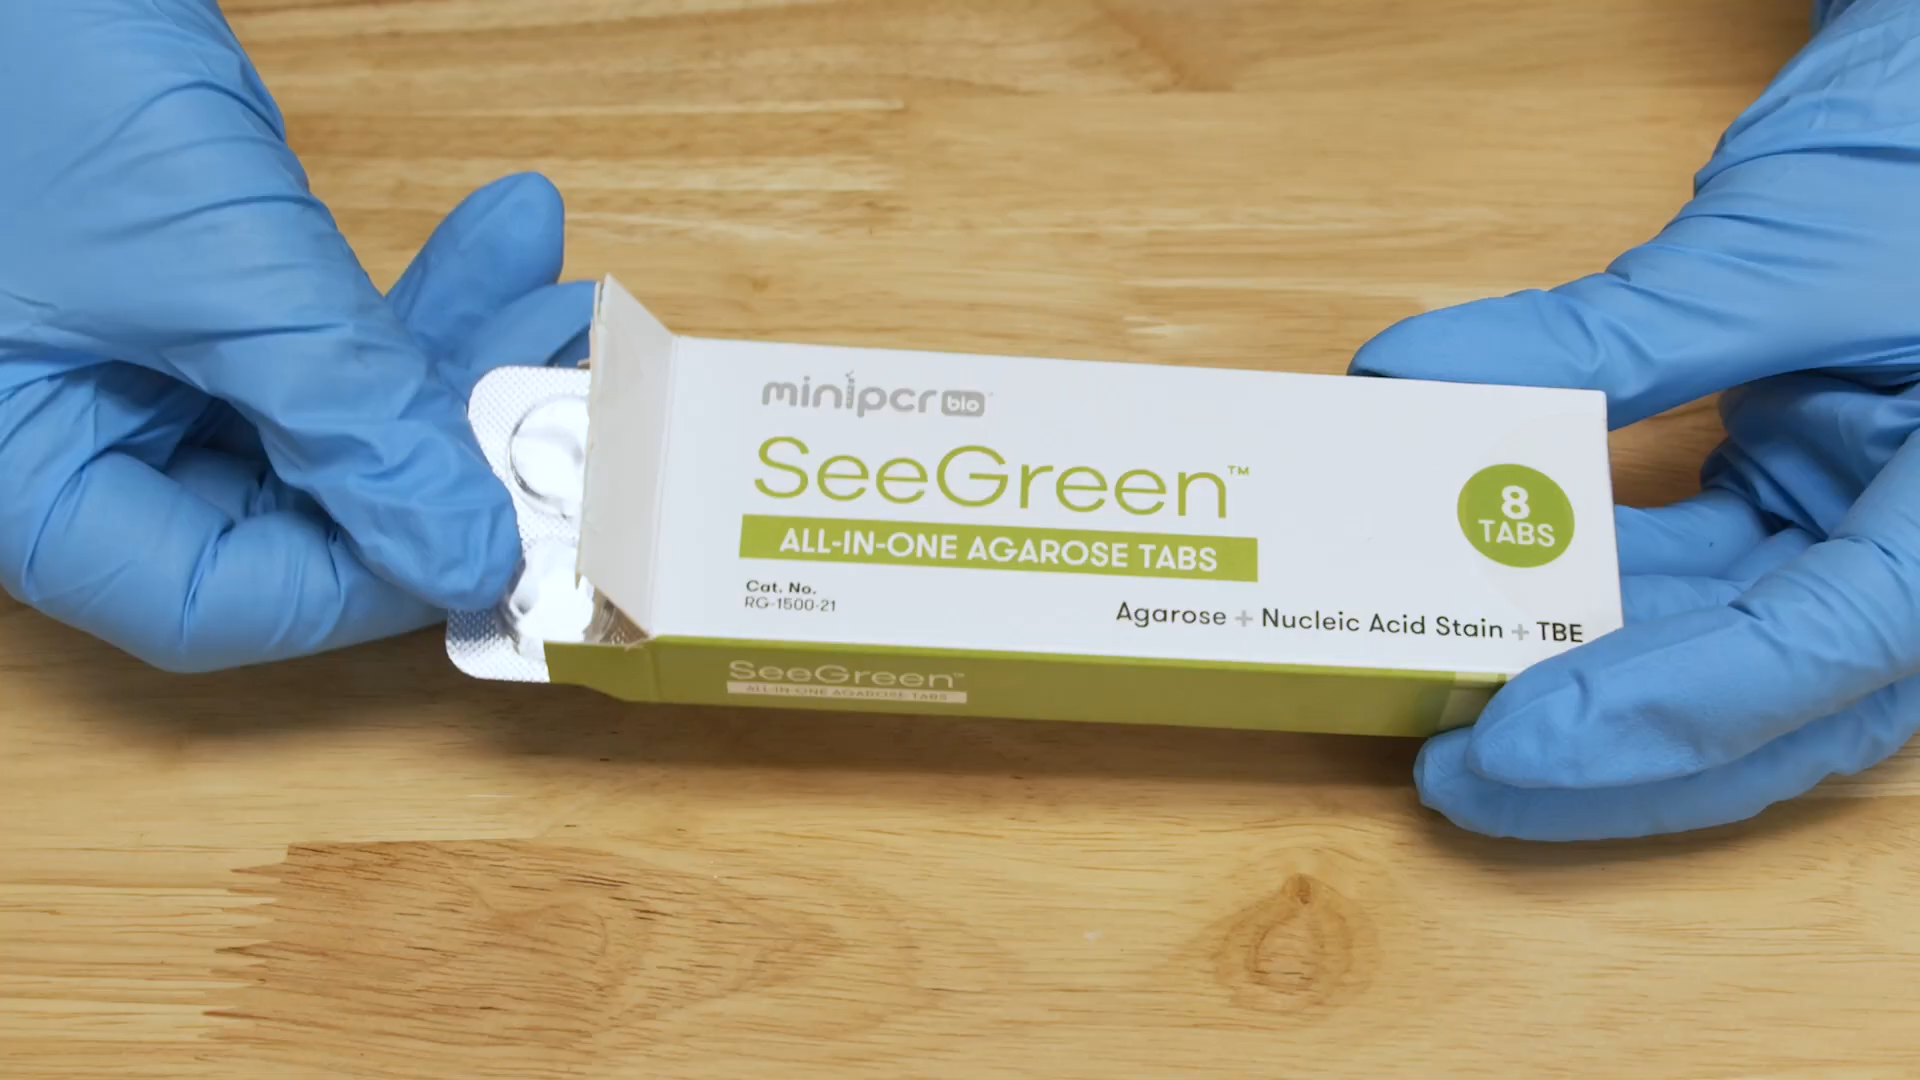 minipcr bio
SeeGreen™
ALL-IN-ONE AGAROSE TABS
8
TABS
Cat. No.
RG-1500-21
Agarose + Nucleic Acid Stain + TBE
SeeGreen™
ALL-IN-ONE AGAROSE TABS